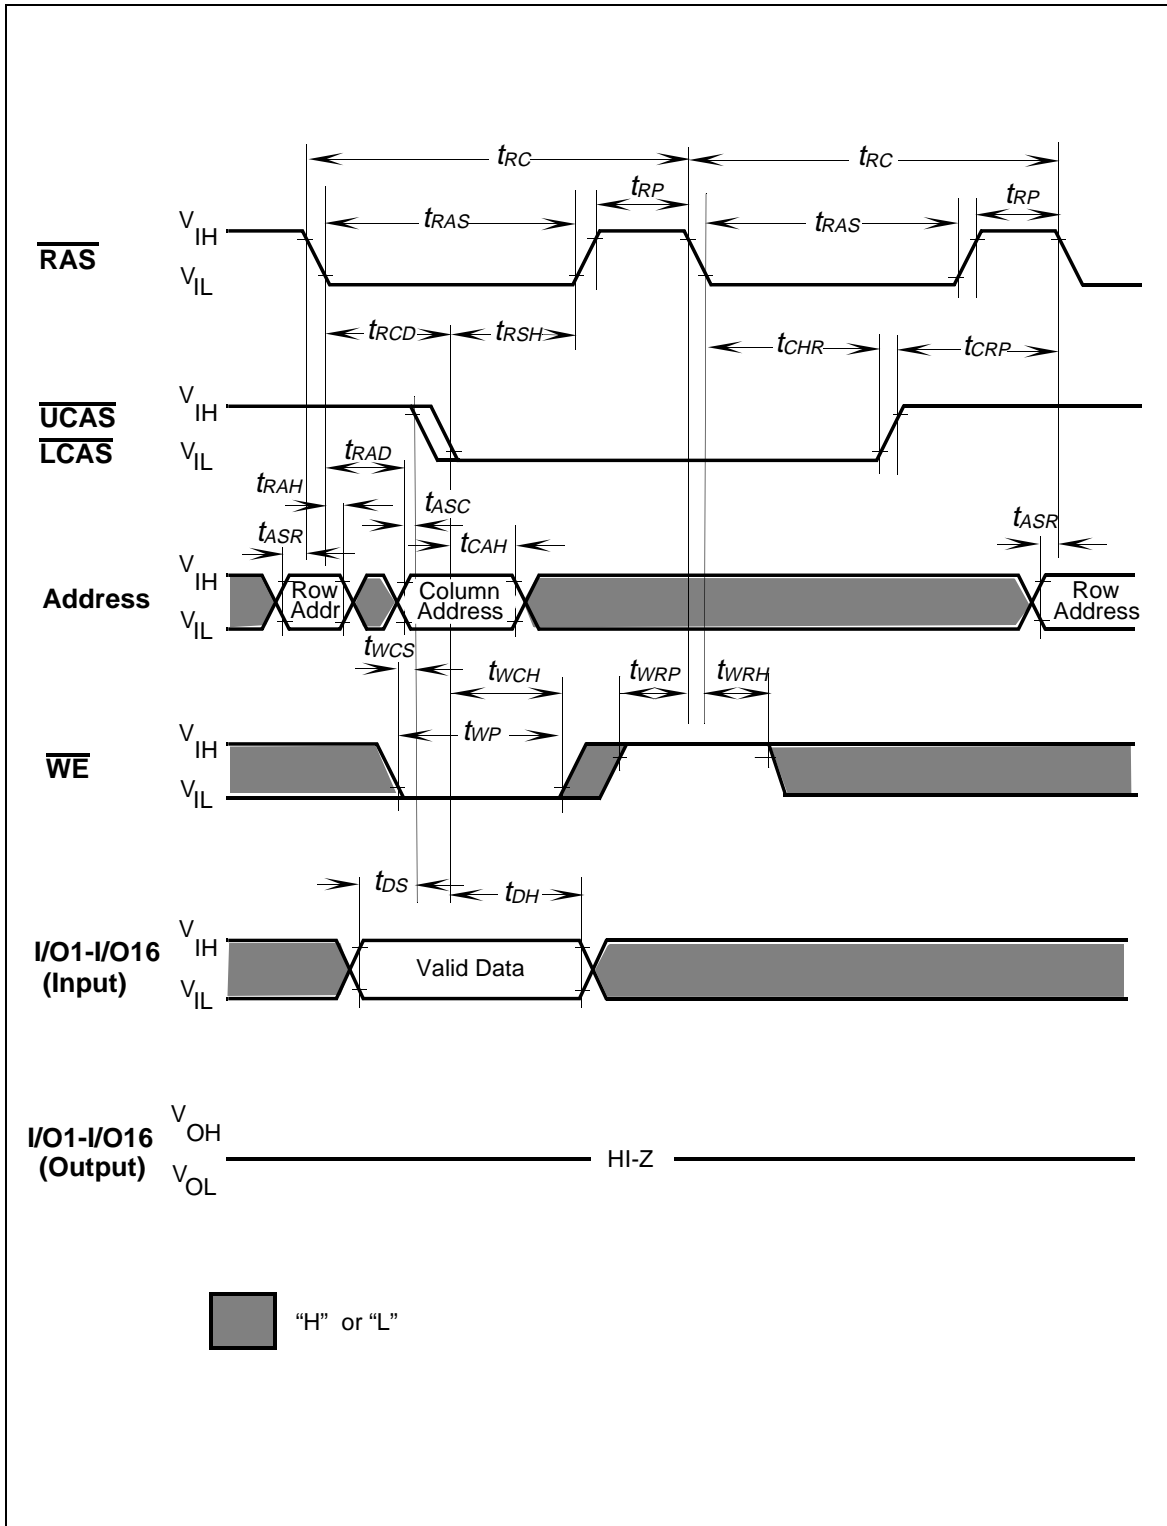 tRC tRC
tRP tRP
tRAS tRAS
RAS VIH
VIL
tRCD tRSH
tCHR tCRP
UCAS VIH
LCAS VIL
tRAD
tRAH
tASC
tASR tCAH tASR
Address VIH
VIL
Row Addr
Column Address
Row Address
tWCS
tWCH tWRP tWRH
tWP
WE VIH
VIL
tDS tDH
I/O1-I/O16 VIH
(Input) VIL
Valid Data
I/O1-I/O16 VOH
(Output) VOL
HI-Z
“H” or “L”